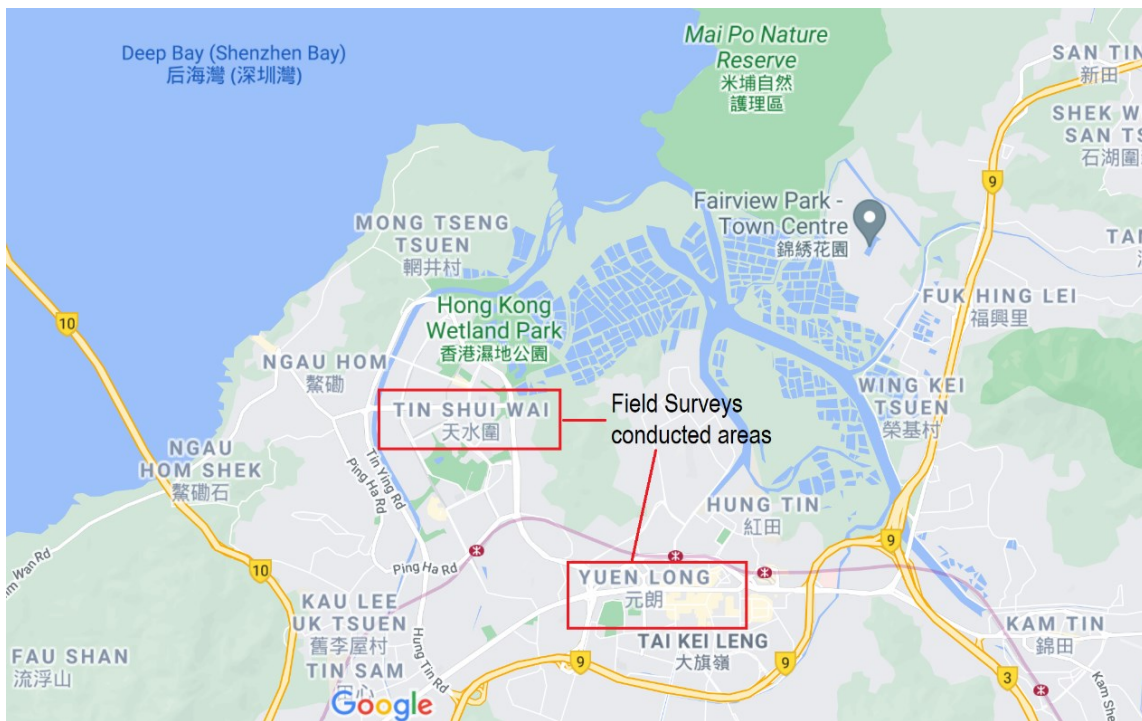 Deep Bay (Shenzhen Bay)
后海灣 (深圳灣)
Mai Po Nature
Reserve
米埔自然
護理區
SAN TIN
新田
SHEK W
SAN TS
石湖圍
9
Fairview Park -
Town Centre
錦綉花園
MONG TSENG
TSUEN
輞井村
TAN
FUK HING LEI
福興里
10
Hong Kong
Wetland Park
香港濕地公園
NGAU HOM
鰲磡
WING KEI
TSUEN
榮基村
TIN SHUI WAI
天水圍
Field Surveys
conducted areas
NGAU
HOM SHEK
鰲磡石
Tin Ying Rd
Ping Ha Rd
HUNG TIN
紅田
9
Ping Ha Rd
10
YUEN LONG
元朗
Wan Rd
KAU LEE
UK TSUEN
舊李屋村
Hung Tin Rd
TAI KEI LENG
大旗嶺
KAM TIN
錦田
FAU SHAN
流浮山
TIN SAM
心
9
9
3
Kam She
Google